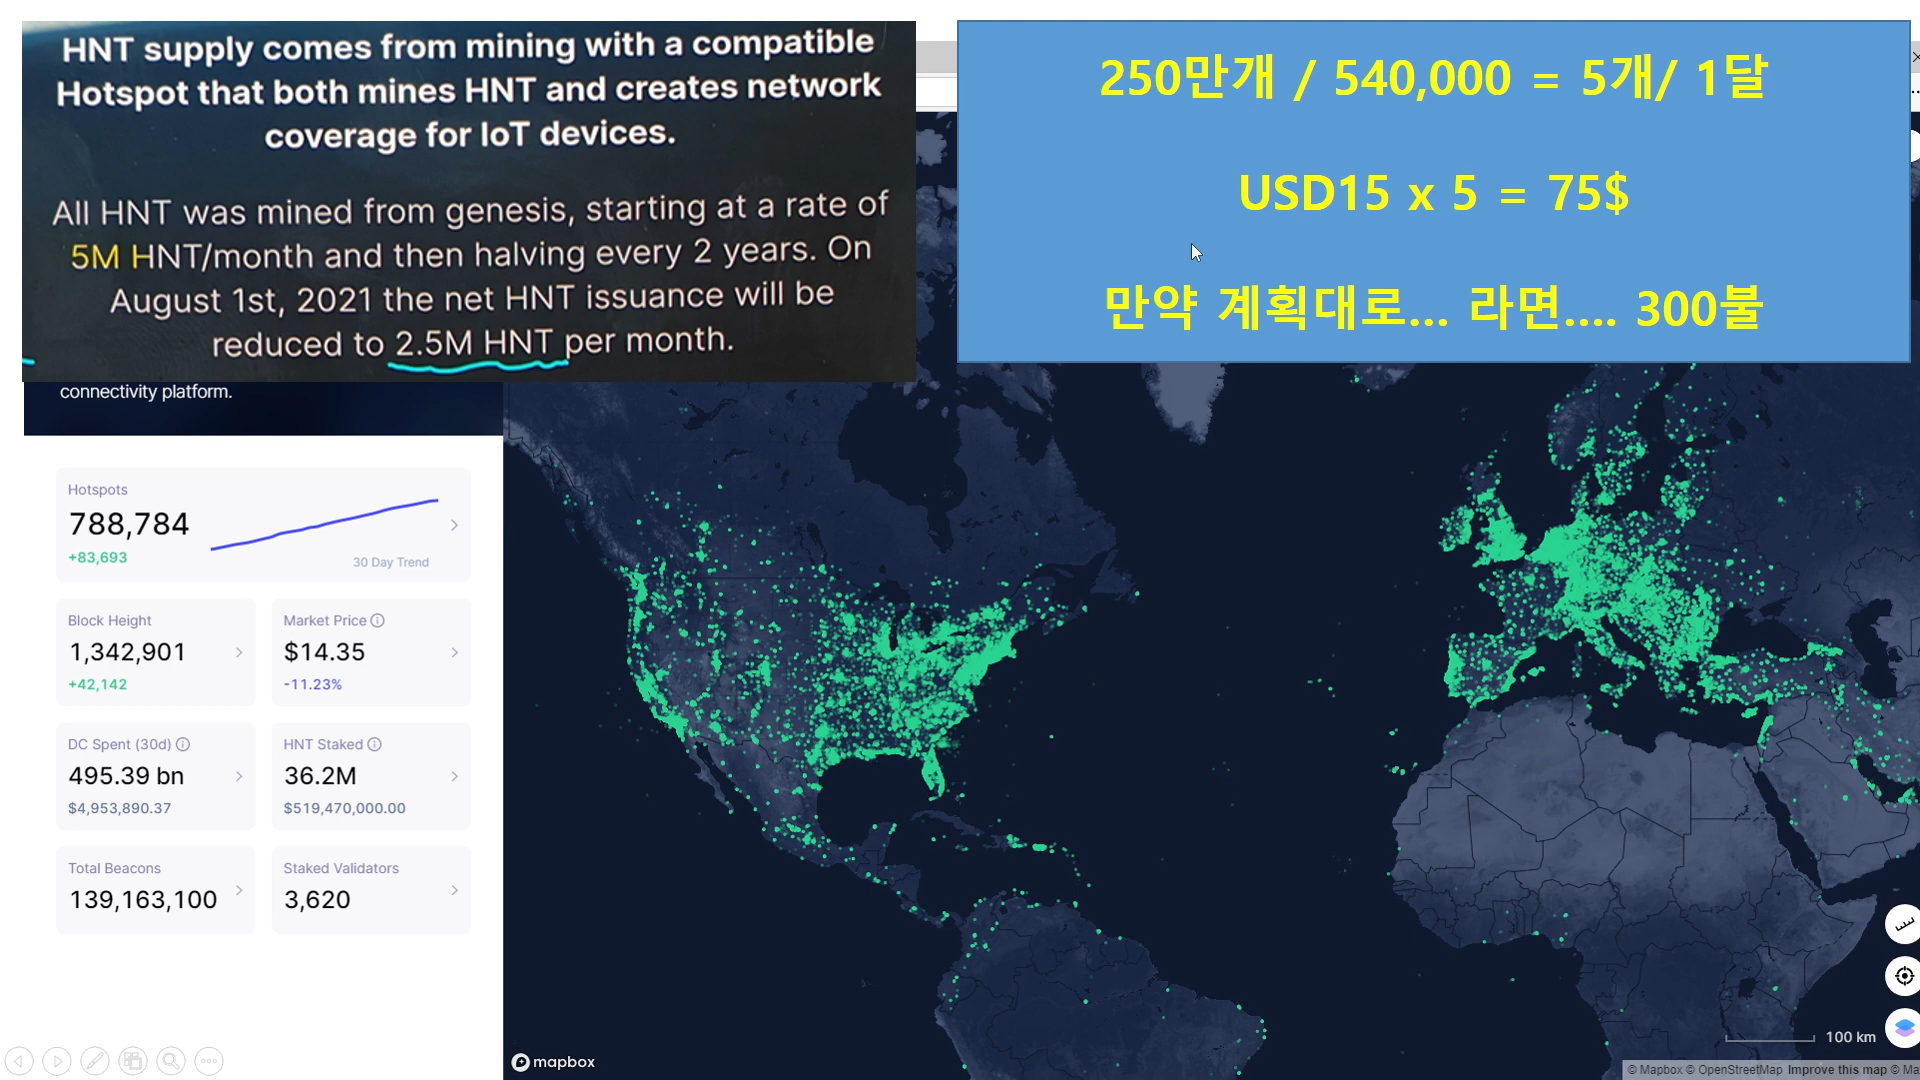 HNT supply comes from mining with a compatible
Hotspot that both mines HNT and creates network
coverage for IoT devices.
All HNT was mined from genesis, starting at a rate of
5M HNT/month and then halving every 2 years. On
August 1st, 2021 the net HNT issuance will be
reduced to 2.5M HNT per month.
250만개 / 540,000 = 5개/ 1달
USD15 x 5 = 75$
만약 계획대로... 라면.... 300불
connectivity platform.
Hotspots
788,784
+83,693
30 Day Trend
Block Height
1,342,901
+42,142
Market Price
$14.35
-11.23%
DC Spent (30d)
495.39 bn
$4,953,890.37
HNT Staked
36.2M
$519,470,000.00
Total Beacons
139,163,100
Staked Validators
3,620
mapbox
100 km
© Mapbox © OpenStreetMap Improve this map © Ma